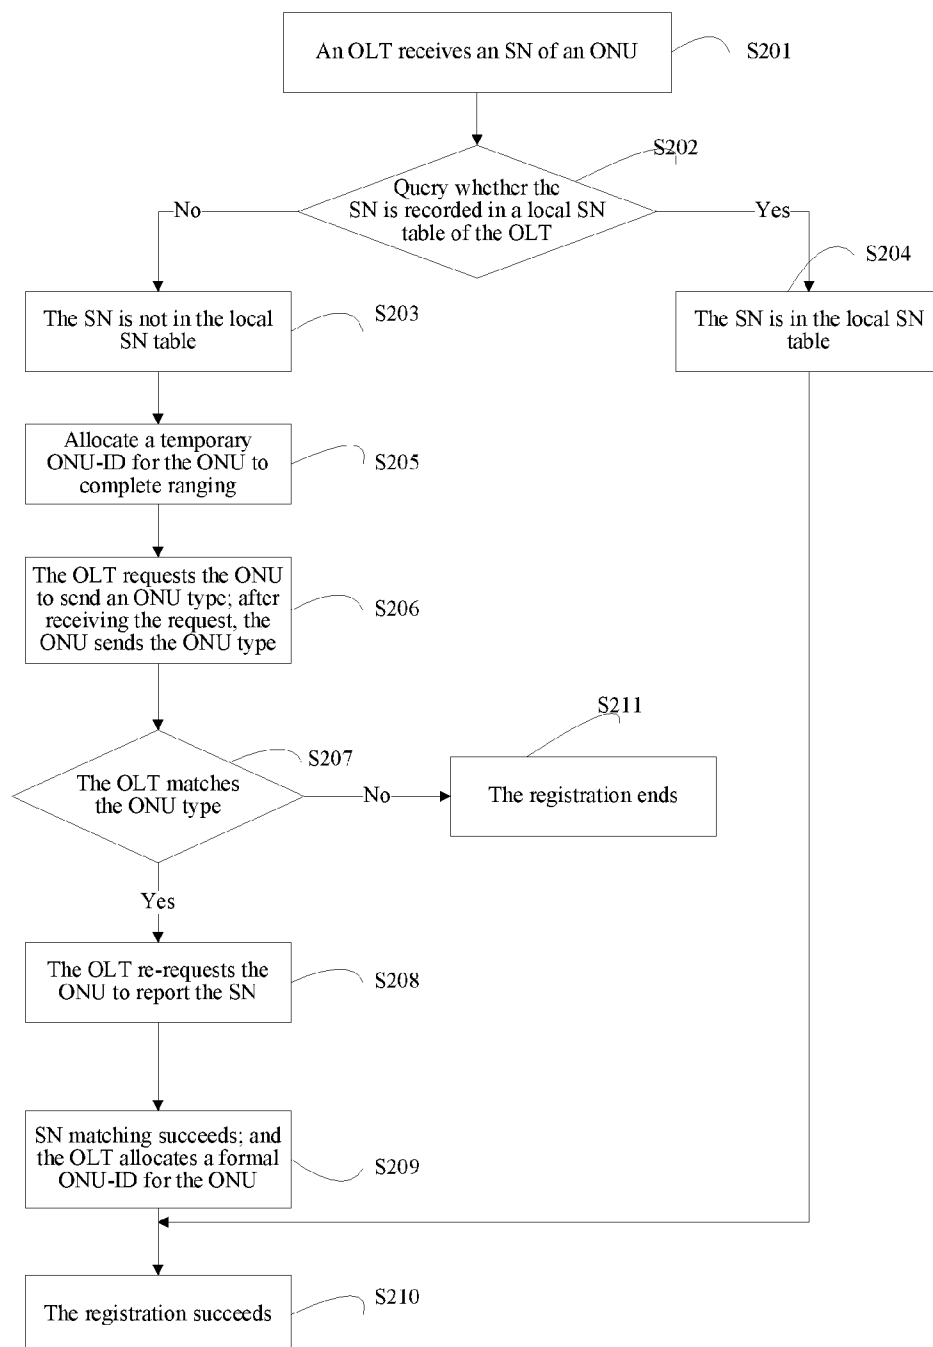 An OLT receives an SN of an ONU
S201
S202
Query whether the
SN is recorded in a local SN
table of the OLT
No
Yes
S204
The SN is not in the local
SN table
S203
The SN is in the local SN
table
Allocate a temporary
ONU-ID for the ONU to
complete ranging
S205
The OLT requests the ONU
to send an ONU type; after
receiving the request, the
ONU sends the ONU type
S206
S211
S207
The OLT matches
the ONU type
No
The registration ends
Yes
The OLT re-requests the
ONU to report the SN
S208
SN matching succeeds; and
the OLT allocates a formal
ONU-ID for the ONU
S209
The registration succeeds
S210